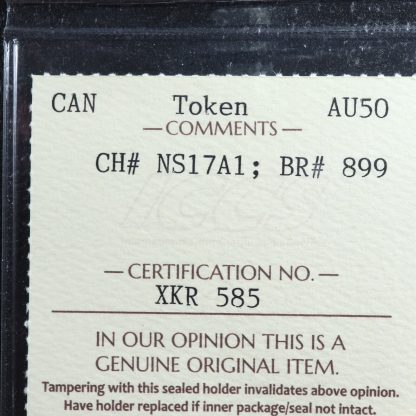 CAN Token AU50
COMMENTS
CH# NS17A1; BR# 899
CERTIFICATION NO.
XKR 585
IN OUR OPINION THIS IS A
GENUINE ORIGINAL ITEM.
Tampering with this sealed holder invalidates above opinion.
Have holder replaced if inner package/seal not intact.